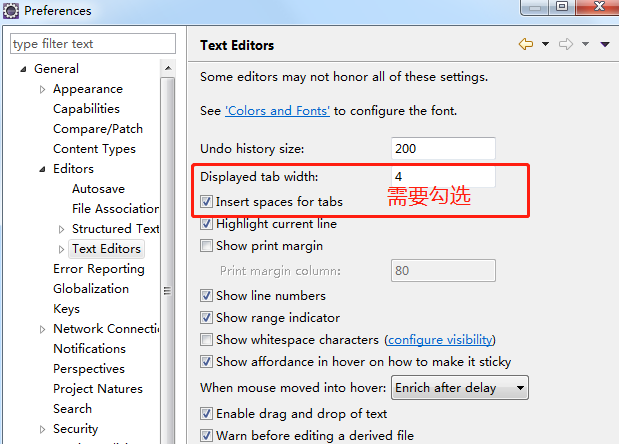 Preferences
type filter text
General
Appearance
Capabilities
Compare/Patch
Content Types
Editors
Autosave
File Association
Structured Text
Text Editors
Error Reporting
Globalization
Keys
Network Connectio
Notifications
Perspectives
Project Natures
Search
Security
Text Editors
Some editors may not honor all of these settings.
See 'Colors and Fonts' to configure the font.
Undo history size: 200
Displayed tab width: 4
Insert spaces for tabs 需要勾选
Highlight current line
Show print margin
Print margin column: 80
Show line numbers
Show range indicator
Show whitespace characters (configure visibility)
Show affordance in hover on how to make it sticky
When mouse moved into hover: Enrich after delay
Enable drag and drop of text
Warn before editing a derived file